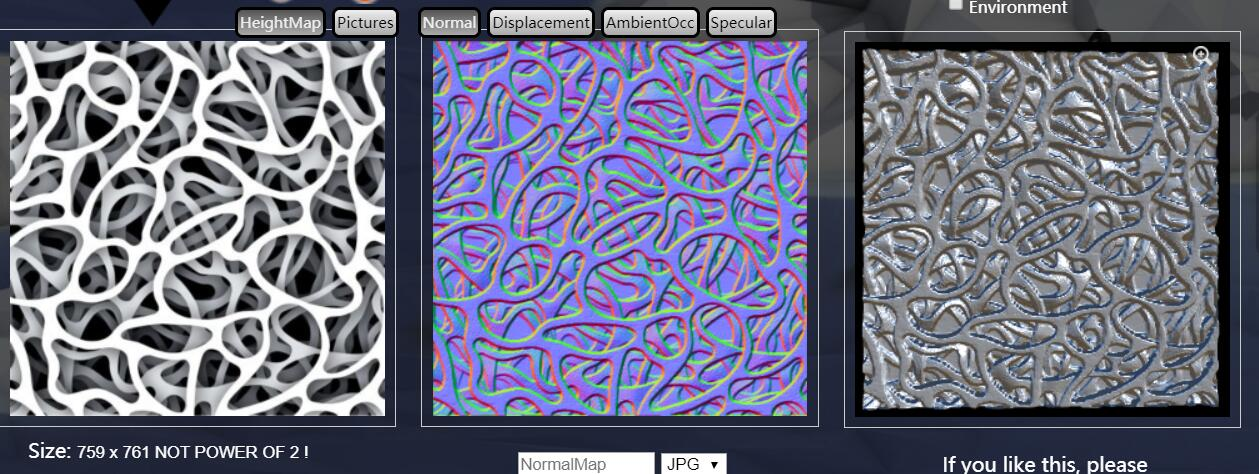 Environment
HeightMap Pictures Normal Displacement AmbientOcc Specular
Size: 759 x 761 NOT POWER OF 2 !
NormalMap JPG
If you like this, please